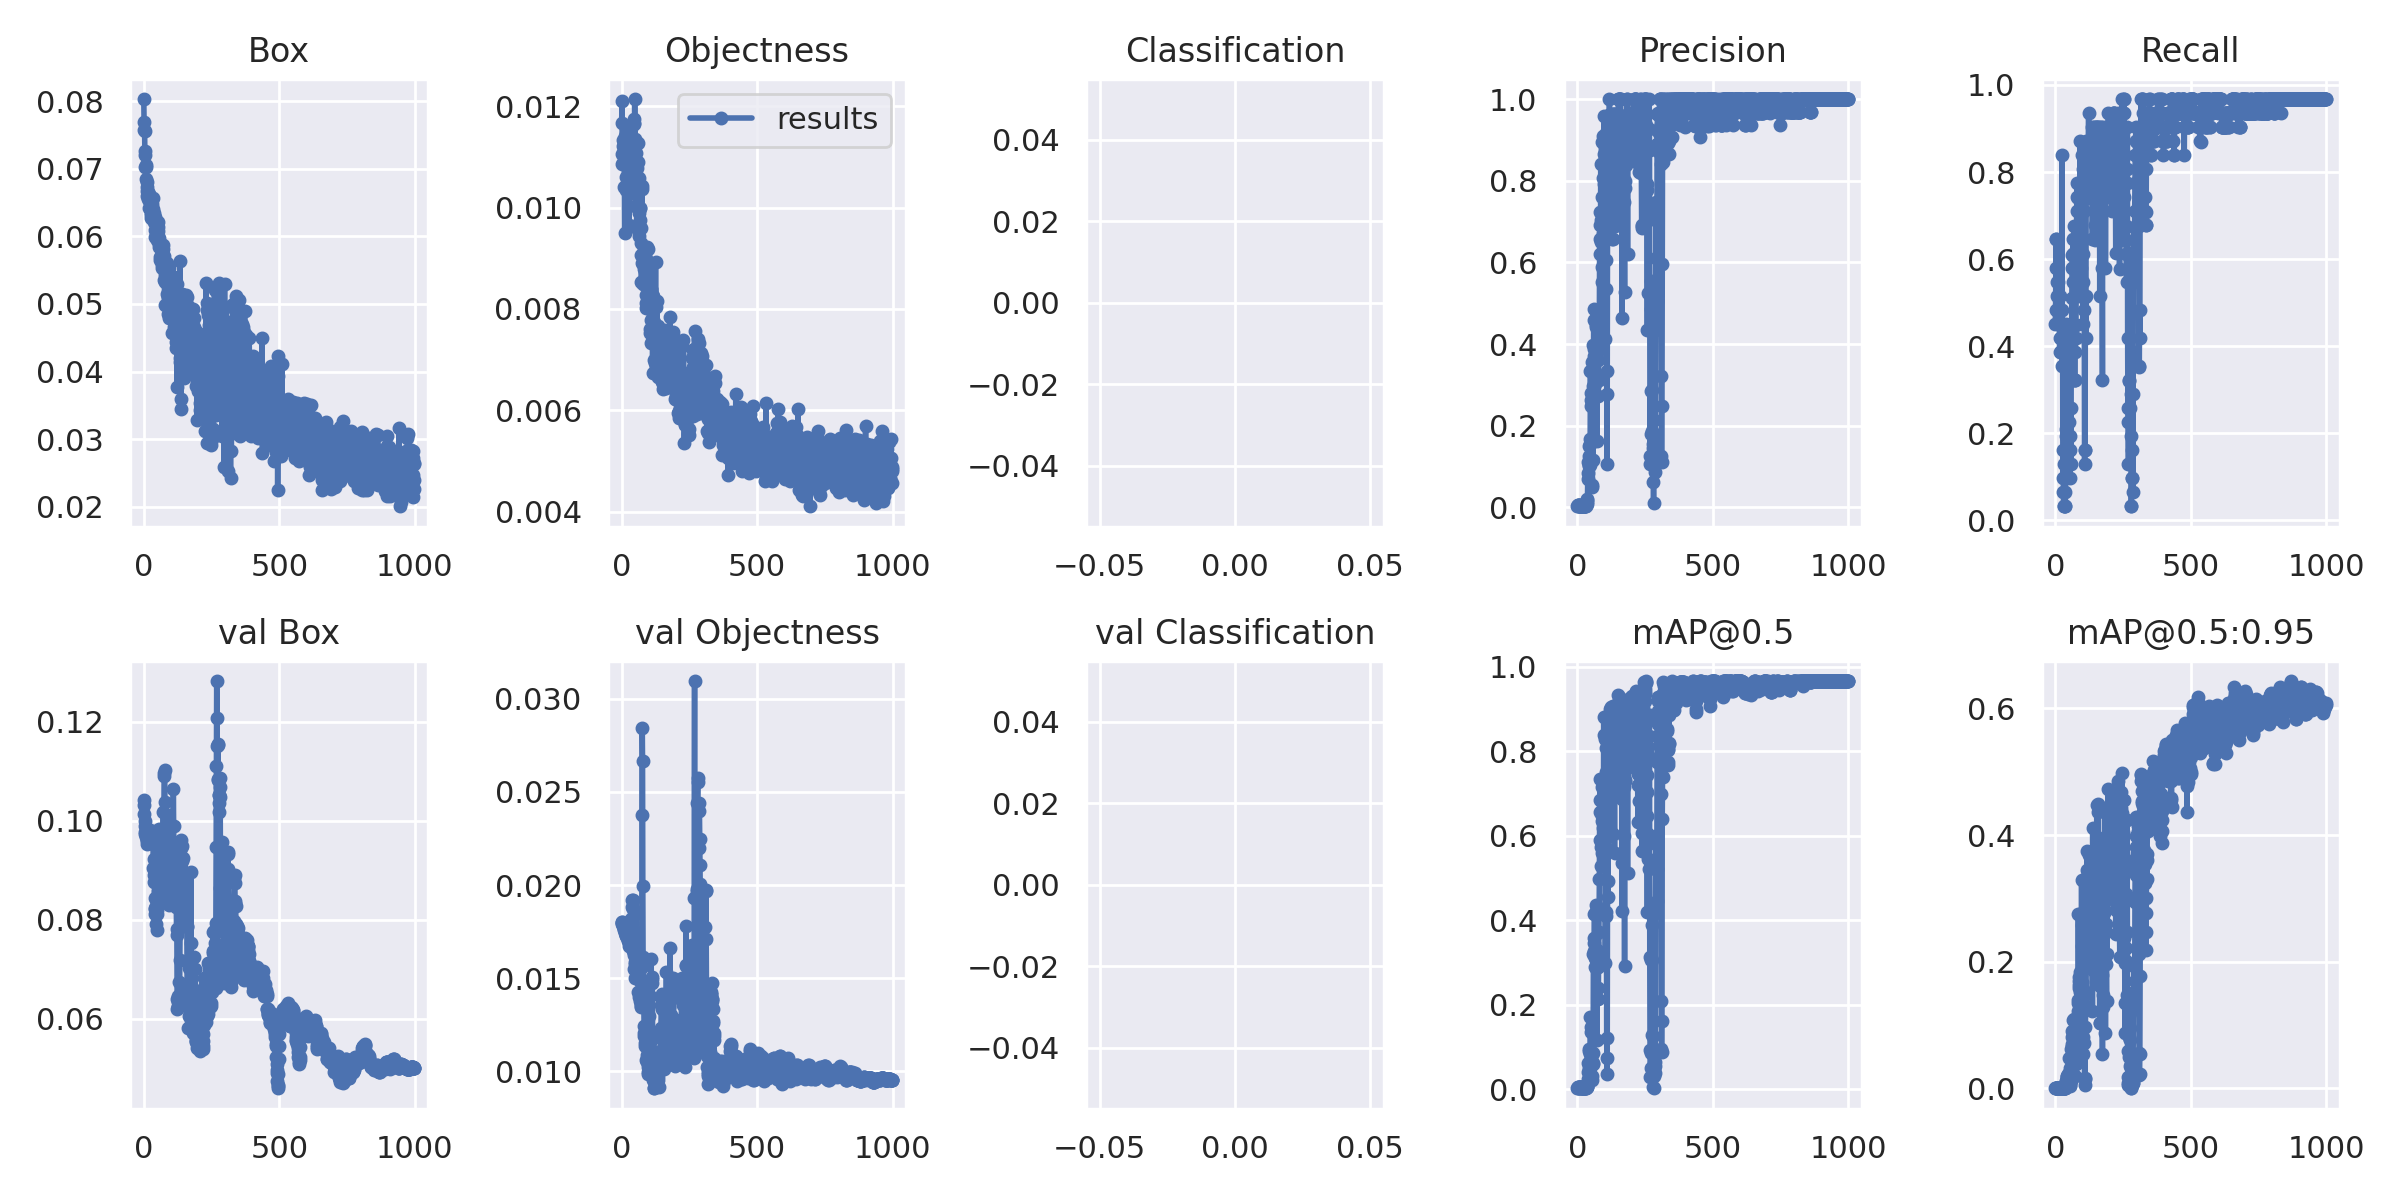 Box
0.08
0.07
0.06
0.05
0.04
0.03
0.02
0 500 1000
Objectness
results
0.012
0.010
0.008
0.006
0.004
0 500 1000
Classification
0.04
0.02
0.00
−0.02
−0.04
−0.05 0.00 0.05
Precision
1.0
0.8
0.6
0.4
0.2
0.0
0 500 1000
Recall
1.0
0.8
0.6
0.4
0.2
0.0
0 500 1000
val Box
0.12
0.10
0.08
0.06
0 500 1000
val Objectness
0.030
0.025
0.020
0.015
0.010
0 500 1000
val Classification
0.04
0.02
0.00
−0.02
−0.04
−0.05 0.00 0.05
mAP@0.5
1.0
0.8
0.6
0.4
0.2
0.0
0 500 1000
mAP@0.5:0.95
0.6
0.4
0.2
0.0
0 500 1000